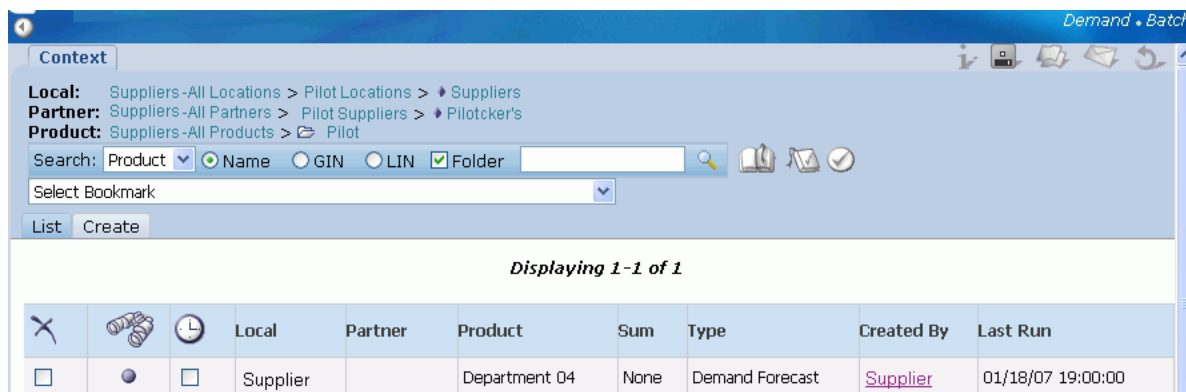 Demand • Batch
Context
Local: Suppliers-All Locations > Pilot Locations > Suppliers
Partner: Suppliers-All Partners > Pilot Suppliers > Pilotcker's
Product: Suppliers-All Products > Pilot
Search: Product Name GIN LIN Folder
Select Bookmark
List Create
Displaying 1-1 of 1
Local Partner Product Sum Type Created By Last Run
Supplier Department 04 None Demand Forecast Supplier 01/18/07 19:00:00